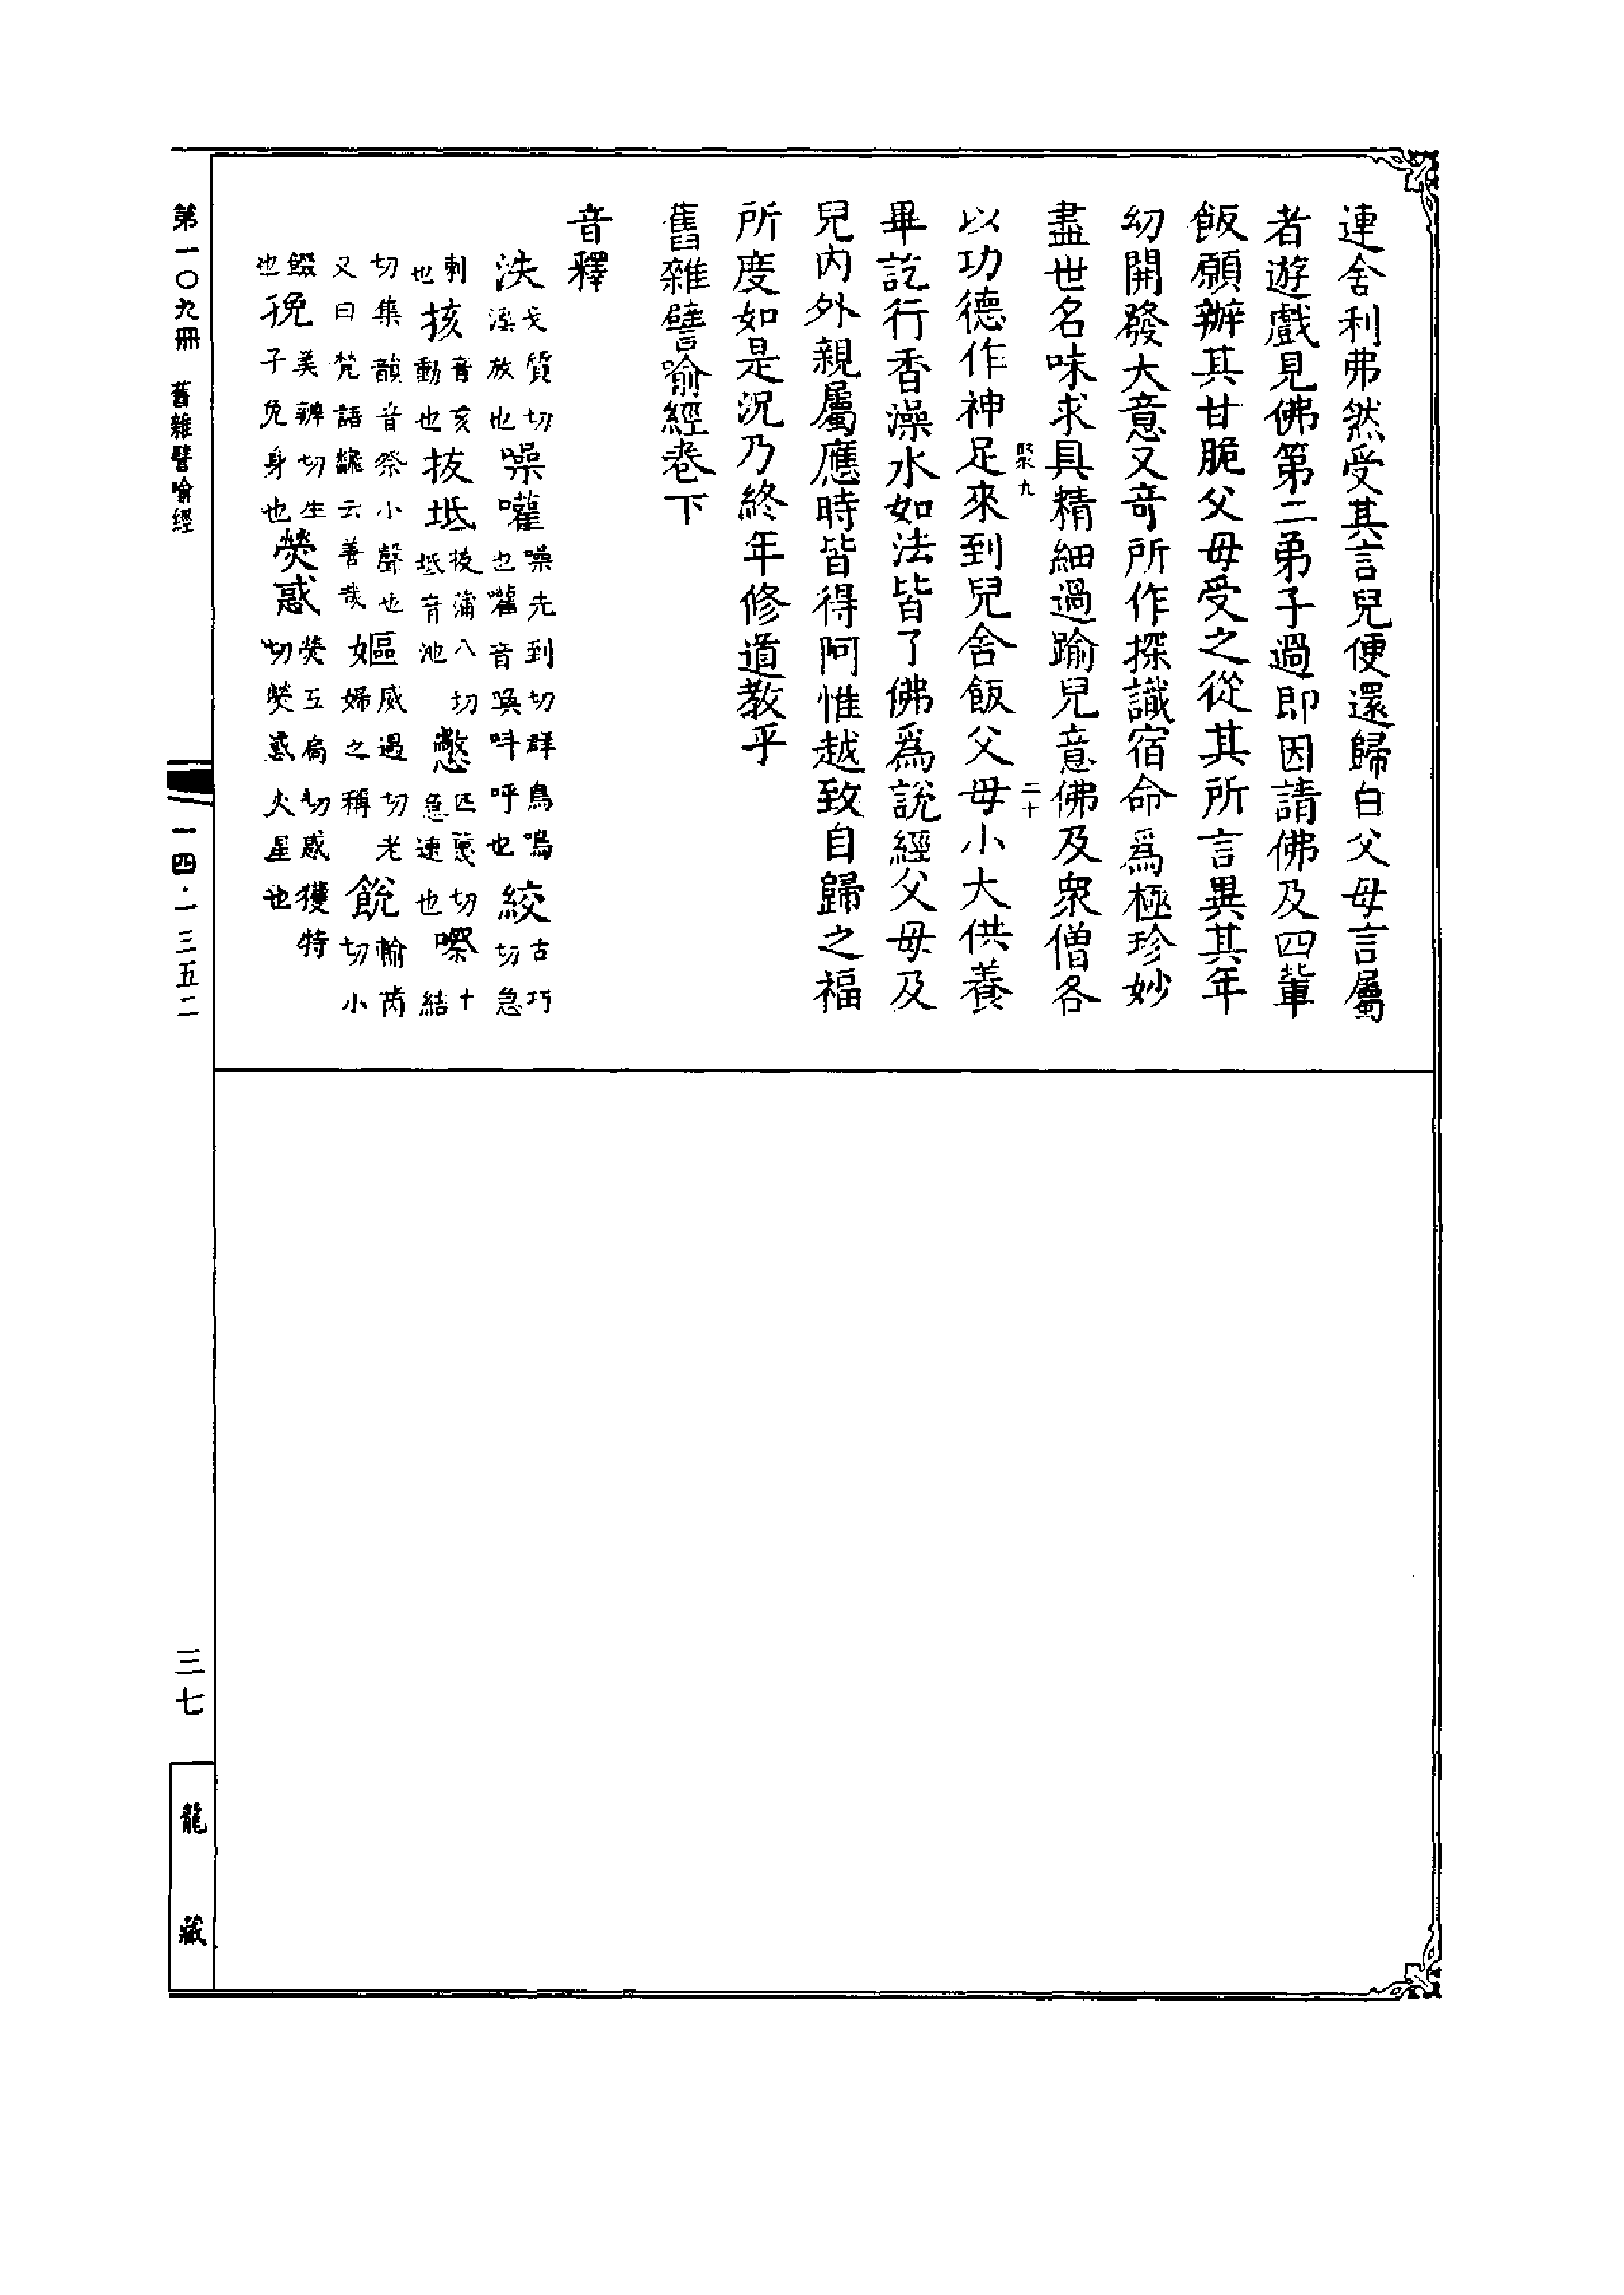 連舍利弗然受其言兒便還歸白父母言屬
者遊戲見佛第二弟子過即因請佛及四輩
飯願辦其甘脆父母受之從其所言異其年
幼開發大意又奇所作探識宿命為極珍妙
盡世名味求具精細過踰兒意佛及衆僧各
聚九 二十
以功德作神足來到兒舍飯父母小大供養
畢訖行香澡水如法皆了佛為說經父母及
兒內外親屬應時皆得阿惟越致自歸之福
所度如是況乃終年修道教乎
舊雜譬喻經卷下
音釋
泆弋質切淫放也 噪嚾噪先到切群鳥鳴也嚾音喚呌呼也 絞古巧切急
刺也 核音亥動也 拔坻拔蒲八切坻音池 憋匹蔑切急速也 嚓十結
切集韻音祭小聲也又曰梵語云善哉 嫗威遇切老婦之稱 餟輸芮切小
餟也 娩美辨切生子免身也 熒惑熒互扃切惑獲特切熒惑火星也
第一〇九冊 舊雜譬喻經
一四·一三五二
三七
龍藏